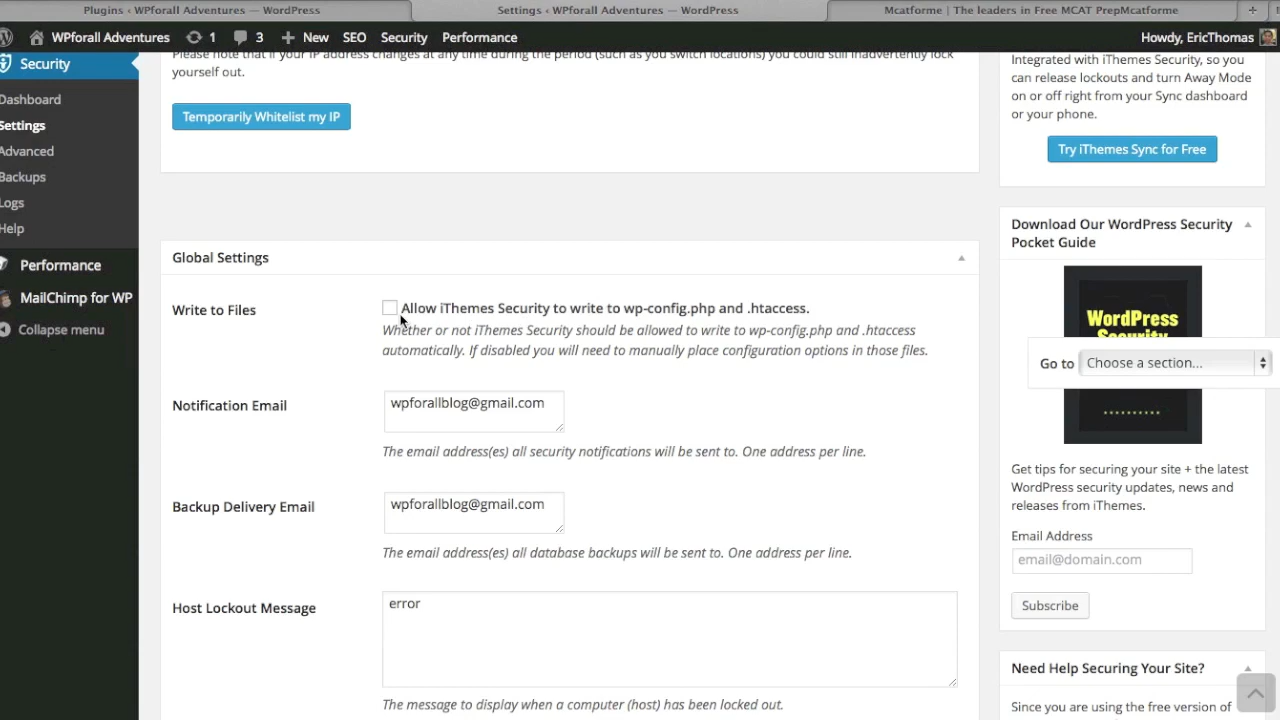 Plugins ‹ WPforall Adventures — WordPress
Settings ‹ WPforall Adventures — WordPress
Mcatforme | The leaders in Free MCAT PrepMcatforme
WPforall Adventures
1
3
New
SEO
Security
Performance
Howdy, EricThomas
Security
Dashboard
Settings
Advanced
Backups
Logs
Help
Performance
MailChimp for WP
Collapse menu
Please note that if your IP address changes at any time during the period (such as you switch locations) you could still inadvertently lock
yourself out.
Temporarily Whitelist my IP
Global Settings
Write to Files
Allow iThemes Security to write to wp-config.php and .htaccess.
Whether or not iThemes Security should be allowed to write to wp-config.php and .htaccess
automatically. If disabled you will need to manually place configuration options in those files.
Notification Email
wpforallblog@gmail.com
The email address(es) all security notifications will be sent to. One address per line.
Backup Delivery Email
wpforallblog@gmail.com
The email address(es) all database backups will be sent to. One address per line.
Host Lockout Message
error
The message to display when a computer (host) has been locked out.
Integrated with iThemes Security, so you
can release lockouts and turn Away Mode
on or off right from your Sync dashboard
or your phone.
Try iThemes Sync for Free
Download Our WordPress Security
Pocket Guide
WordPress
Security
Go to
Choose a section...
Get tips for securing your site + the latest
WordPress security updates, news and
releases from iThemes.
Email Address
email@domain.com
Subscribe
Need Help Securing Your Site?
Since you are using the free version of